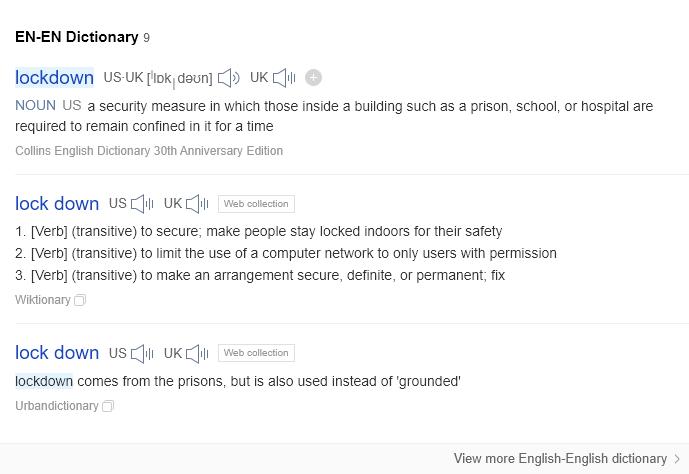 EN-EN Dictionary 9
lockdown US·UK [ˈlɒkˌdəʊn] UK
NOUN US a security measure in which those inside a building such as a prison, school, or hospital are
required to remain confined in it for a time
Collins English Dictionary 30th Anniversary Edition
lock down US UK Web collection
1. [Verb] (transitive) to secure; make people stay locked indoors for their safety
2. [Verb] (transitive) to limit the use of a computer network to only users with permission
3. [Verb] (transitive) to make an arrangement secure, definite, or permanent; fix
Wiktionary
lock down US UK Web collection
lockdown comes from the prisons, but is also used instead of 'grounded'
Urbandictionary
View more English-English dictionary